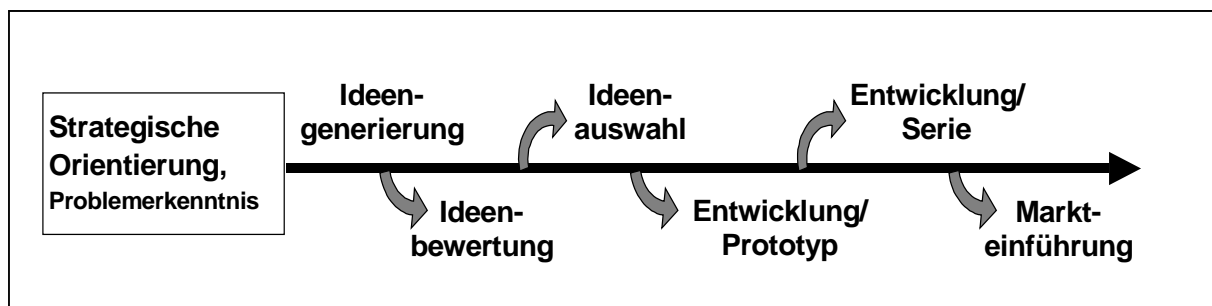 Strategische
Orientierung,
Problemerkenntnis
Ideen-
generierung
Ideen-
bewertung
Ideen-
auswahl
Entwicklung/
Prototyp
Entwicklung/
Serie
Markt-
einführung